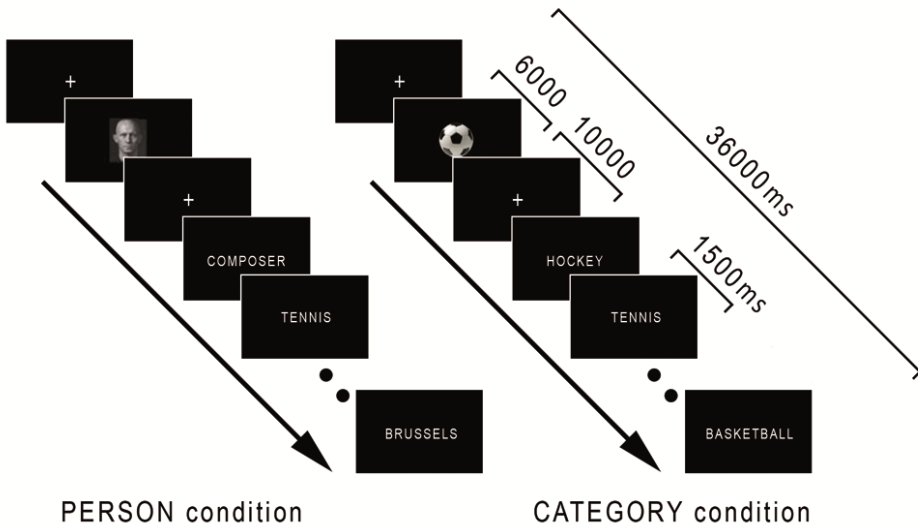 +
+
COMPOSER
TENNIS
BRUSSELS
PERSON condition
+
+
HOCKEY
TENNIS
BASKETBALL
6000
10000
1500ms
36000ms
CATEGORY condition